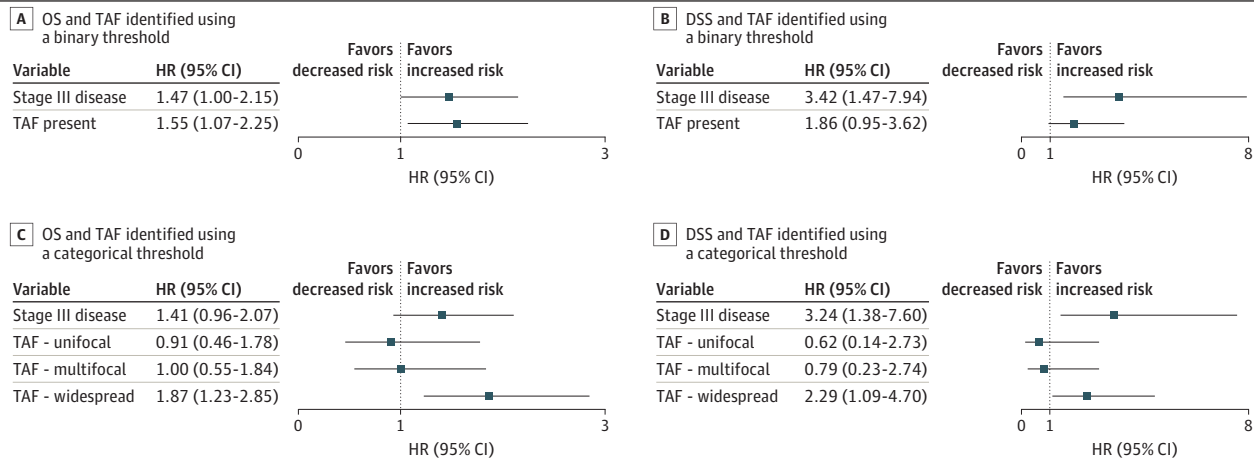 A OS and TAF identified using
a binary threshold
Favors Favors
decreased risk increased risk
Variable HR (95% CI)
Stage III disease 1.47 (1.00-2.15)
TAF present 1.55 (1.07-2.25)
0 1 3
HR (95% CI)
B DSS and TAF identified using
a binary threshold
Favors Favors
decreased risk increased risk
Variable HR (95% CI)
Stage III disease 3.42 (1.47-7.94)
TAF present 1.86 (0.95-3.62)
0 1 8
HR (95% CI)
C OS and TAF identified using
a categorical threshold
Favors Favors
decreased risk increased risk
Variable HR (95% CI)
Stage III disease 1.41 (0.96-2.07)
TAF - unifocal 0.91 (0.46-1.78)
TAF - multifocal 1.00 (0.55-1.84)
TAF - widespread 1.87 (1.23-2.85)
0 1 3
HR (95% CI)
D DSS and TAF identified using
a categorical threshold
Favors Favors
decreased risk increased risk
Variable HR (95% CI)
Stage III disease 3.24 (1.38-7.60)
TAF - unifocal 0.62 (0.14-2.73)
TAF - multifocal 0.79 (0.23-2.74)
TAF - widespread 2.29 (1.09-4.70)
0 1 8
HR (95% CI)